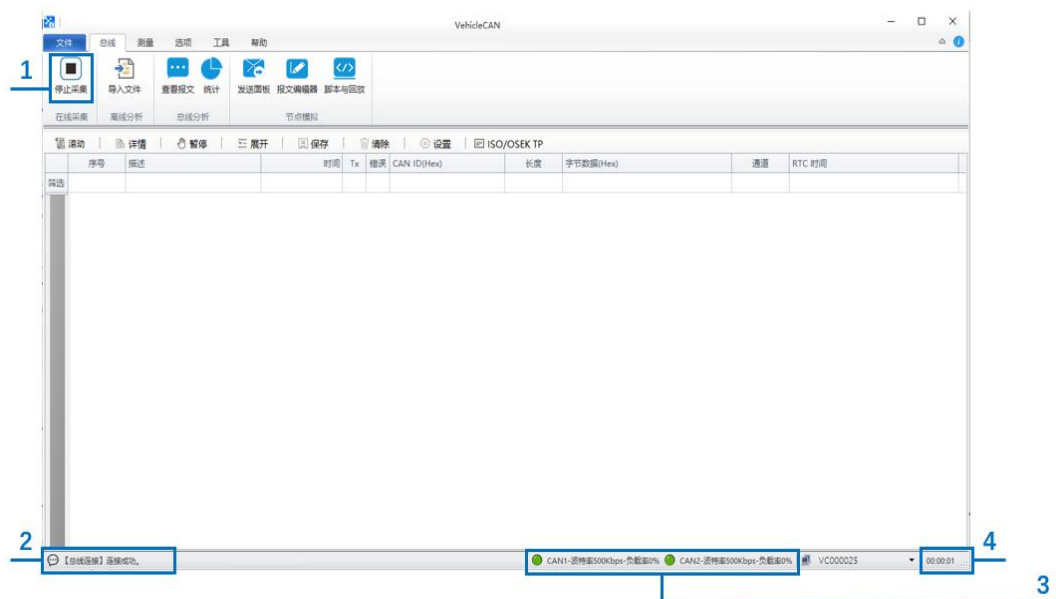 VehicleCAN
文件 总线 测量 选项 工具 帮助
1
停止采集 导入文件 查看报文 统计 发送面板 报文编辑器 脚本与回放
在线采集 离线分析 总线分析 节点模拟
滚动 详情 暂停 展开 保存 清除 设置 ISO/OSEK TP
序号 描述 时间 Tx 错误 CAN ID(Hex) 长度 字节数据(Hex) 通道 RTC 时间
筛选
2
4
【总线连接】连接成功。 CAN1-波特率500Kbps-负载率0% CAN2-波特率500Kbps-负载率0% VC000025 00:00:01
3